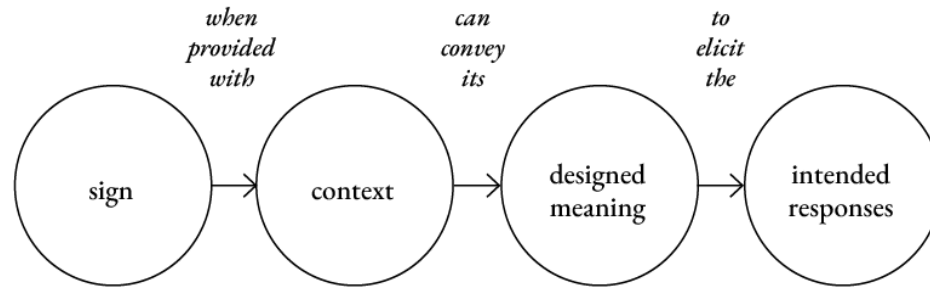 when
provided
with
can
convey
its
to
elicit
the
sign
context
designed
meaning
intended
responses